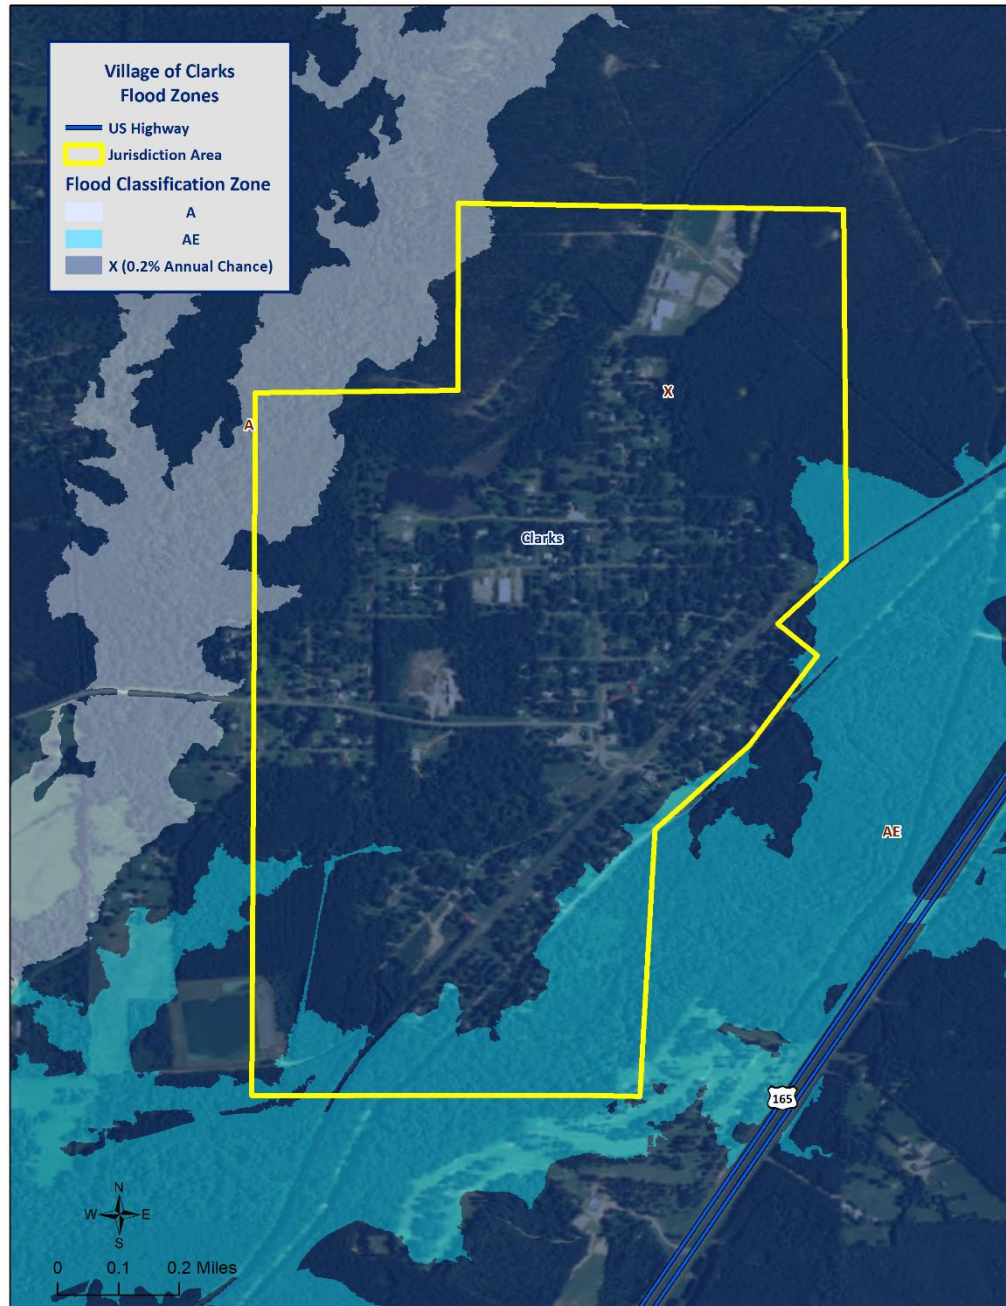 Village of Clarks
Flood Zones
US Highway
Jurisdiction Area
Flood Classification Zone
A
AE
X (0.2% Annual Chance)
X
A
Clarks
AE
165
N
W E
S
0 0.1 0.2 Miles